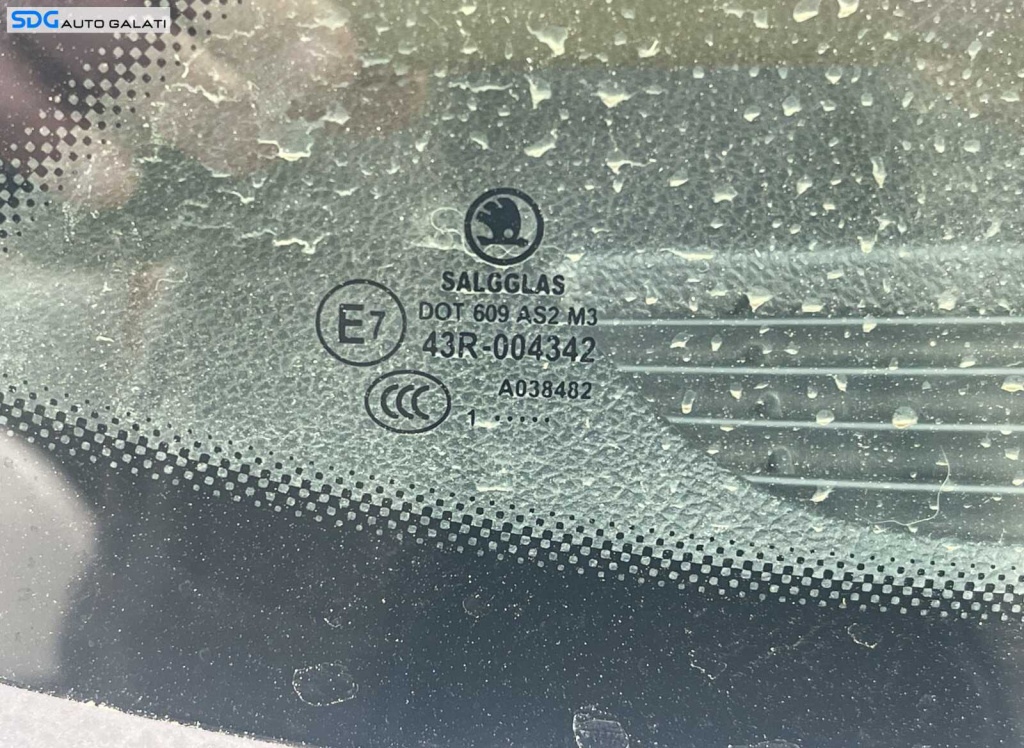 SDG AUTO GALATI
SALGGLAS
E7
DOT 609 AS2 M3
43R-004342
CCC
A038482
1 ......